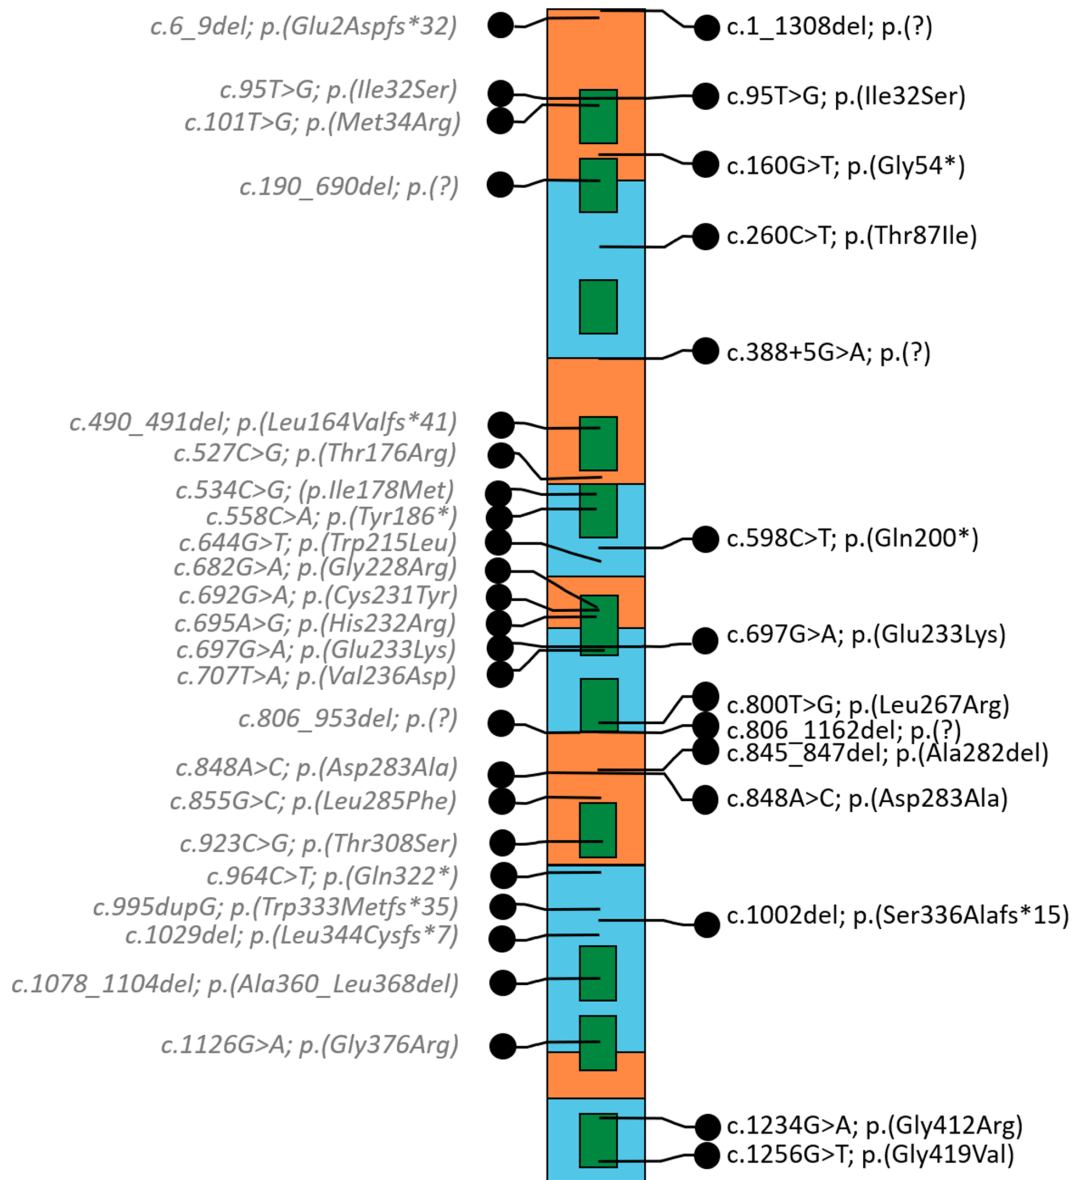 c.6_9del; p.(Glu2Aspfs*32)
c.1_1308del; p.(?)
c.95T>G; p.(Ile32Ser)
c.95T>G; p.(Ile32Ser)
c.101T>G; p.(Met34Arg)
c.160G>T; p.(Gly54*)
c.190_690del; p.(?)
c.260C>T; p.(Thr87Ile)
c.388+5G>A; p.(?)
c.490_491del; p.(Leu164Valfs*41)
c.527C>G; p.(Thr176Arg)
c.534C>G; (p.Ile178Met)
c.558C>A; p.(Tyr186*)
c.598C>T; p.(Gln200*)
c.644G>T; p.(Trp215Leu)
c.682G>A; p.(Gly228Arg)
c.692G>A; p.(Cys231Tyr)
c.695A>G; p.(His232Arg)
c.697G>A; p.(Glu233Lys)
c.697G>A; p.(Glu233Lys)
c.707T>A; p.(Val236Asp)
c.800T>G; p.(Leu267Arg)
c.806_953del; p.(?)
c.806_1162del; p.(?)
c.845_847del; p.(Ala282del)
c.848A>C; p.(Asp283Ala)
c.848A>C; p.(Asp283Ala)
c.855G>C; p.(Leu285Phe)
c.923C>G; p.(Thr308Ser)
c.964C>T; p.(Gln322*)
c.995dupG; p.(Trp333Metfs*35)
c.1002del; p.(Ser336Alafs*15)
c.1029del; p.(Leu344Cysfs*7)
c.1078_1104del; p.(Ala360_Leu368del)
c.1126G>A; p.(Gly376Arg)
c.1234G>A; p.(Gly412Arg)
c.1256G>T; p.(Gly419Val)